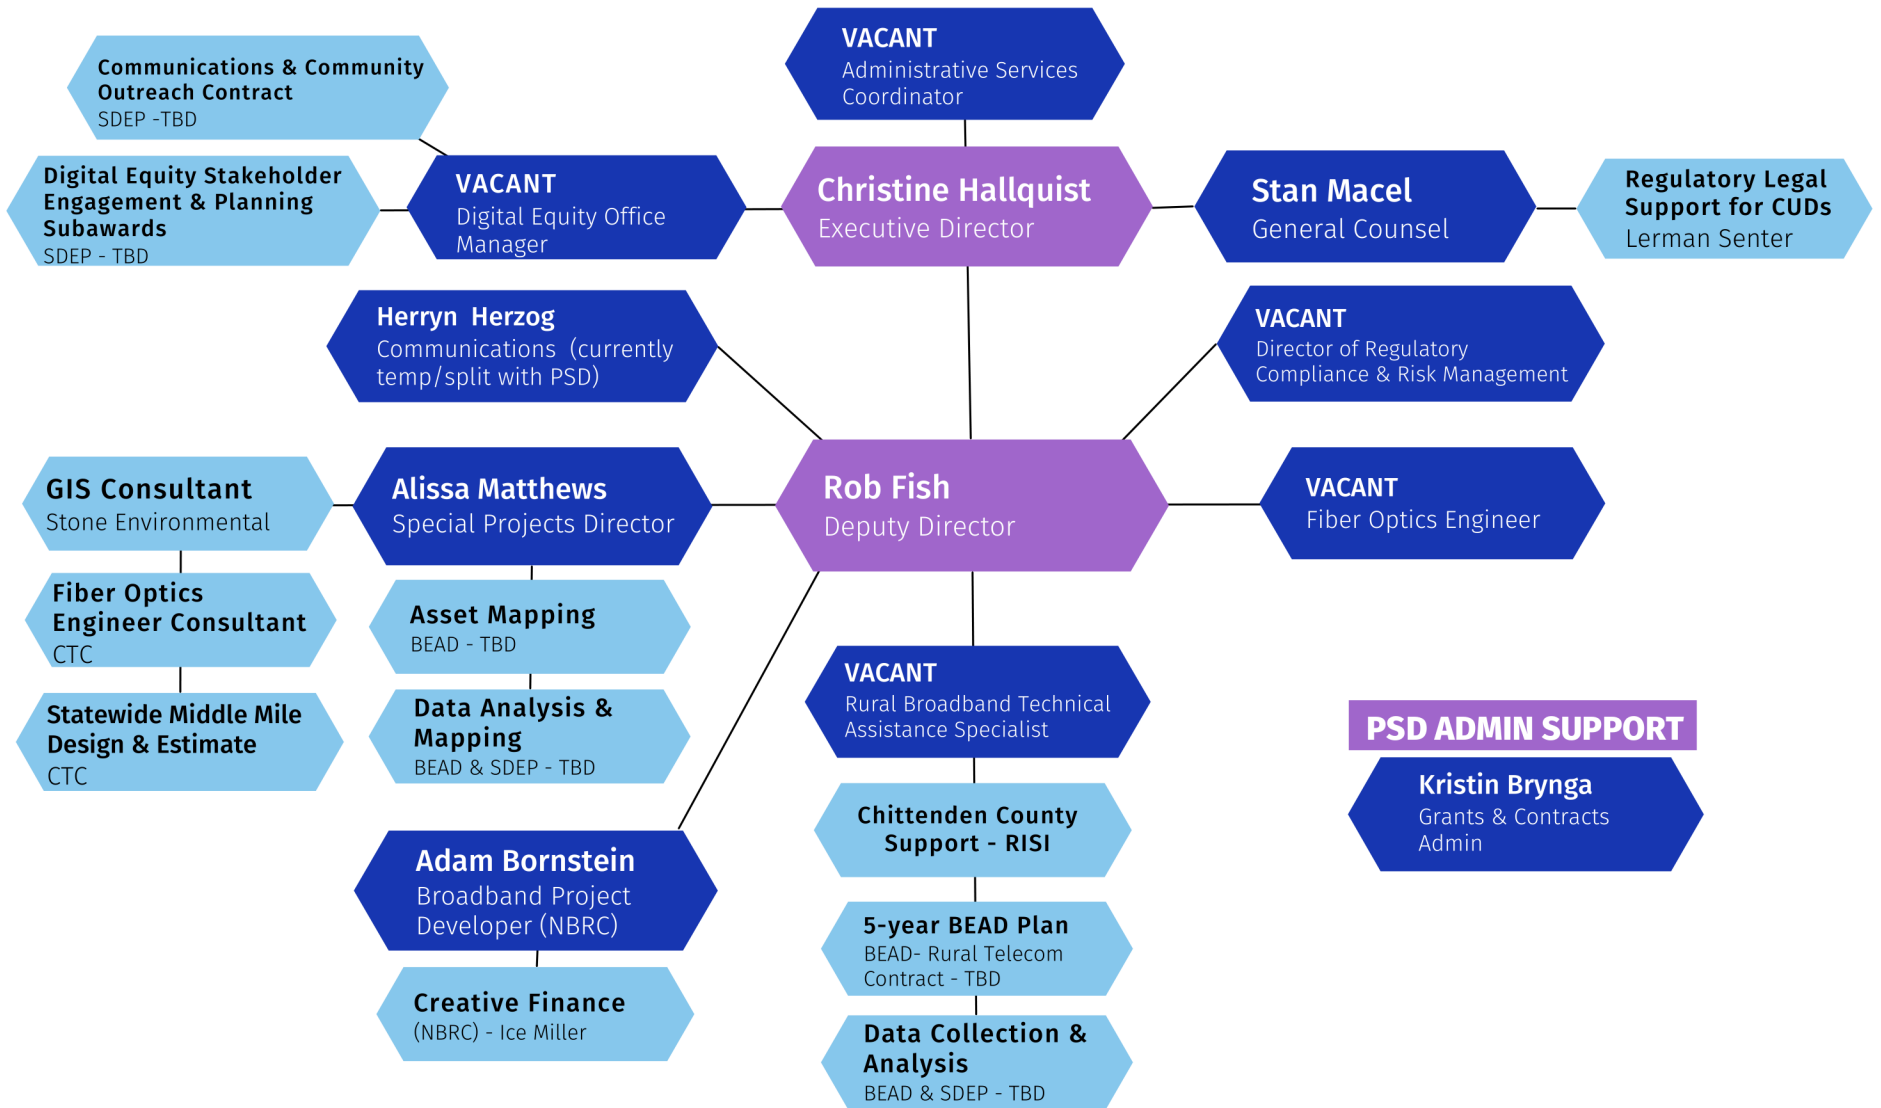 VACANT
Administrative Services
Coordinator
Communications & Community
Outreach Contract
SDEP -TBD
Digital Equity Stakeholder
Engagement & Planning
Subawards
SDEP - TBD
VACANT
Digital Equity Office
Manager
Christine Hallquist
Executive Director
Stan Macel
General Counsel
Regulatory Legal
Support for CUDs
Lerman Senter
Herryn Herzog
Communications (currently
temp/split with PSD)
VACANT
Director of Regulatory
Compliance & Risk Management
GIS Consultant
Stone Environmental
Alissa Matthews
Special Projects Director
Rob Fish
Deputy Director
VACANT
Fiber Optics Engineer
Fiber Optics
Engineer Consultant
CTC
Asset Mapping
BEAD - TBD
Statewide Middle Mile
Design & Estimate
CTC
Data Analysis &
Mapping
BEAD & SDEP - TBD
VACANT
Rural Broadband Technical
Assistance Specialist
PSD ADMIN SUPPORT
Kristin Brynga
Grants & Contracts
Admin
Chittenden County
Support - RISI
Adam Bornstein
Broadband Project
Developer (NBRC)
5-year BEAD Plan
BEAD- Rural Telecom
Contract - TBD
Creative Finance
(NBRC) - Ice Miller
Data Collection &
Analysis
BEAD & SDEP - TBD